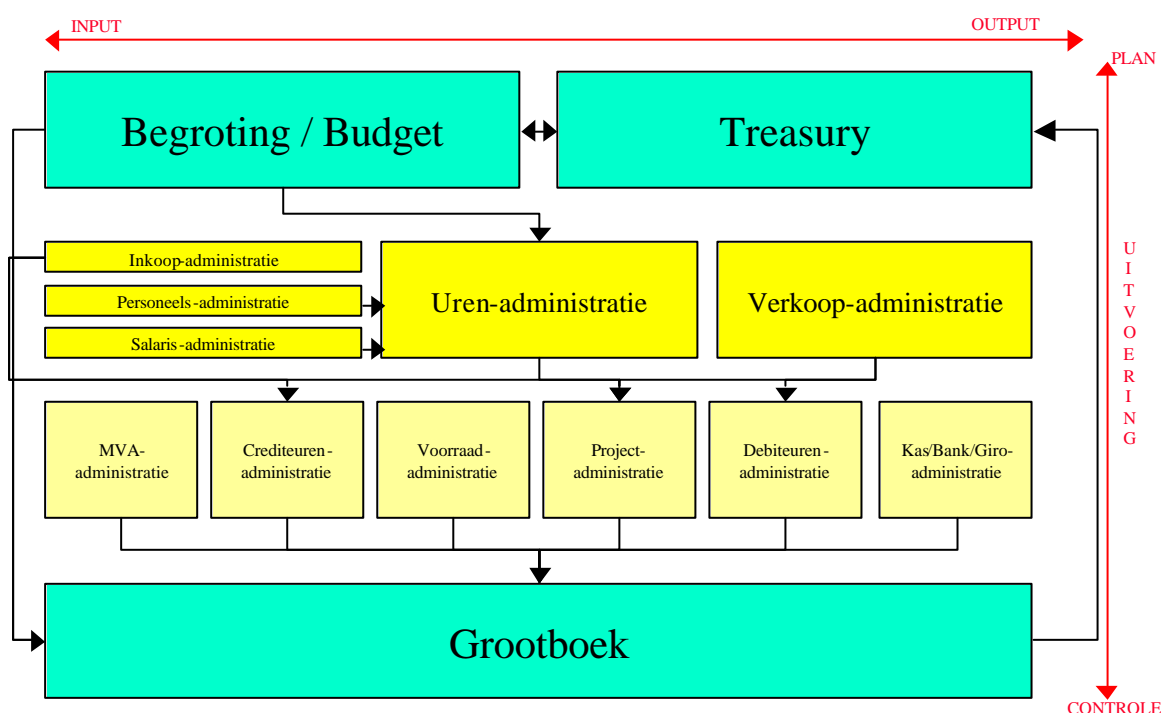 INPUT
OUTPUT
PLAN
Begroting / Budget
Treasury
Inkoop-administratie
Personeels-administratie
Salaris-administratie
Uren-administratie
Verkoop-administratie
UITVOERING
MVA-
administratie
Crediteuren-
administratie
Voorraad-
administratie
Project-
administratie
Debiteuren-
administratie
Kas/Bank/Giro-
administratie
Grootboek
CONTROLE